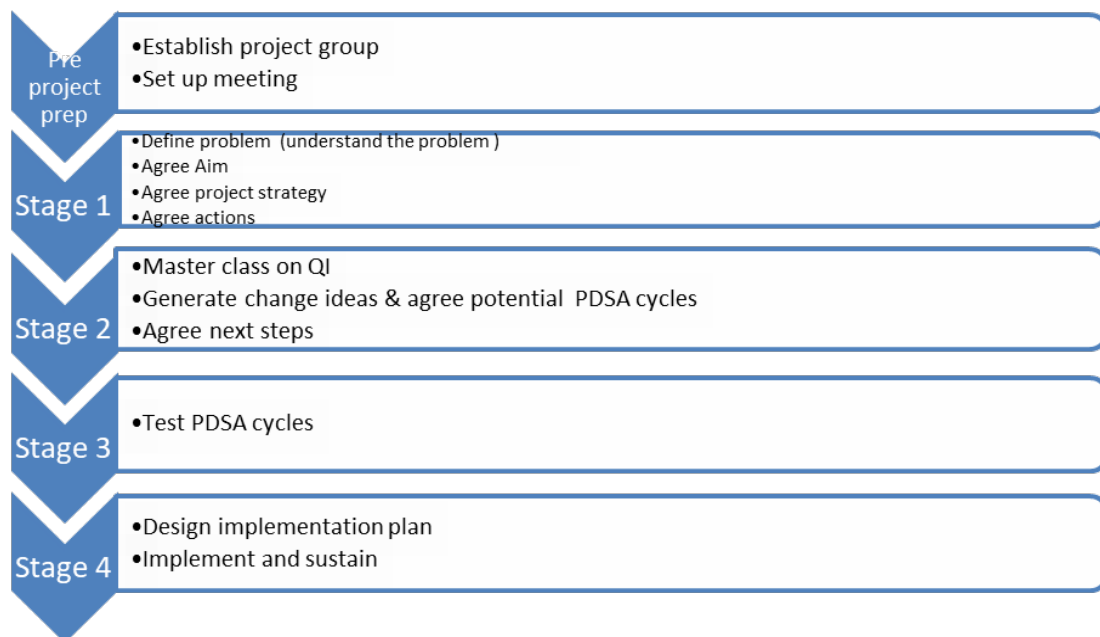 Pre
project
prep
•Establish project group
•Set up meeting
Stage 1
•Define problem (understand the problem )
•Agree Aim
•Agree project strategy
•Agree actions
Stage 2
•Master class on QI
•Generate change ideas & agree potential PDSA cycles
•Agree next steps
Stage 3
•Test PDSA cycles
Stage 4
•Design implementation plan
•Implement and sustain